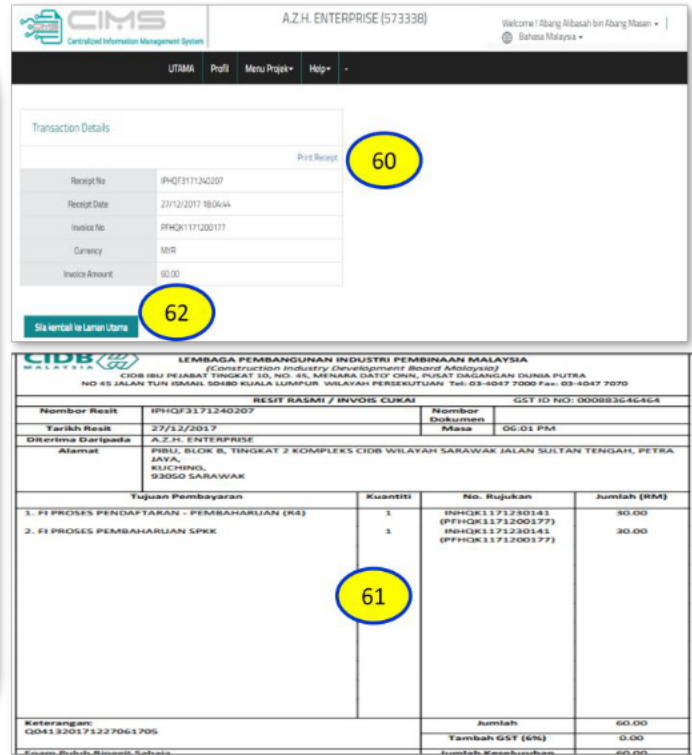 CIMS
Centralized Information Management System
A.Z.H. ENTERPRISE (573338)
Welcome ! Abang Alibasah bin Abang Masen
Bahasa Malaysia
UTAMA Profil Menu Projek Help -
Transaction Details
Print Receipt
60
Receipt No IPHQF3171240207
Receipt Date 27/12/2017 18:04:44
Invoice No PFHQK1171200177
Currency MYR
Invoice Amount 60.00
62
Sila kembali ke Laman Utama
CIDB
MALAYSIA
LEMBAGA PEMBANGUNAN INDUSTRI PEMBINAAN MALAYSIA
(Construction Industry Development Board Malaysia)
CIDB IBU PEJABAT TINGKAT 10, NO. 45, MENARA DATO' ONN, PUSAT DAGANGAN DUNIA PUTRA
NO 45 JALAN TUN ISMAIL 50480 KUALA LUMPUR WILAYAH PERSEKUTUAN Tel: 03-4047 7000 Fax: 03-4047 7070
RESIT RASMI / INVOIS CUKAI GST ID NO: 000883646464
Nombor Resit IPHQF3171240207 Nombor Dokumen
Tarikh Resit 27/12/2017 Masa 06:01 PM
Diterima Daripada A.Z.H. ENTERPRISE
Alamat PIBU, BLOK B, TINGKAT 2 KOMPLEKS CIDB WILAYAH SARAWAK JALAN SULTAN TENGAH, PETRA
JAYA,
KUCHING,
93050 SARAWAK
Tujuan Pembayaran Kuantiti No. Rujukan Jumlah (RM)
1. FI PROSES PENDAFTARAN - PEMBAHARUAN (R4) 1 INHQK1171230141 30.00
(PFHQK1171200177)
2. FI PROSES PEMBAHARUAN SPKK 1 INHQK1171230141 30.00
(PFHQK1171200177)
61
Keterangan: Jumlah 60.00
Q041320171227061705
Tambah GST (6%) 0.00
Enam Puluh Ringgit Sahaja Jumlah Keseluruhan 60.00